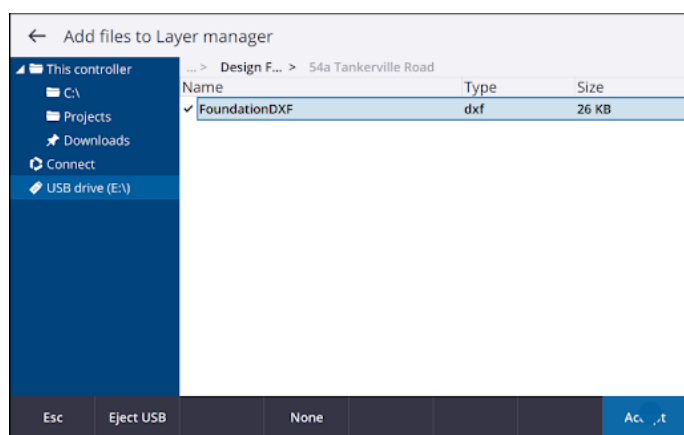 ← Add files to Layer manager
This controller
C:\
Projects
Downloads
Connect
USB drive (E:\)
...> Design F... > 54a Tankerville Road
Name Type Size
FoundationDXF dxf 26 KB
Esc Eject USB None